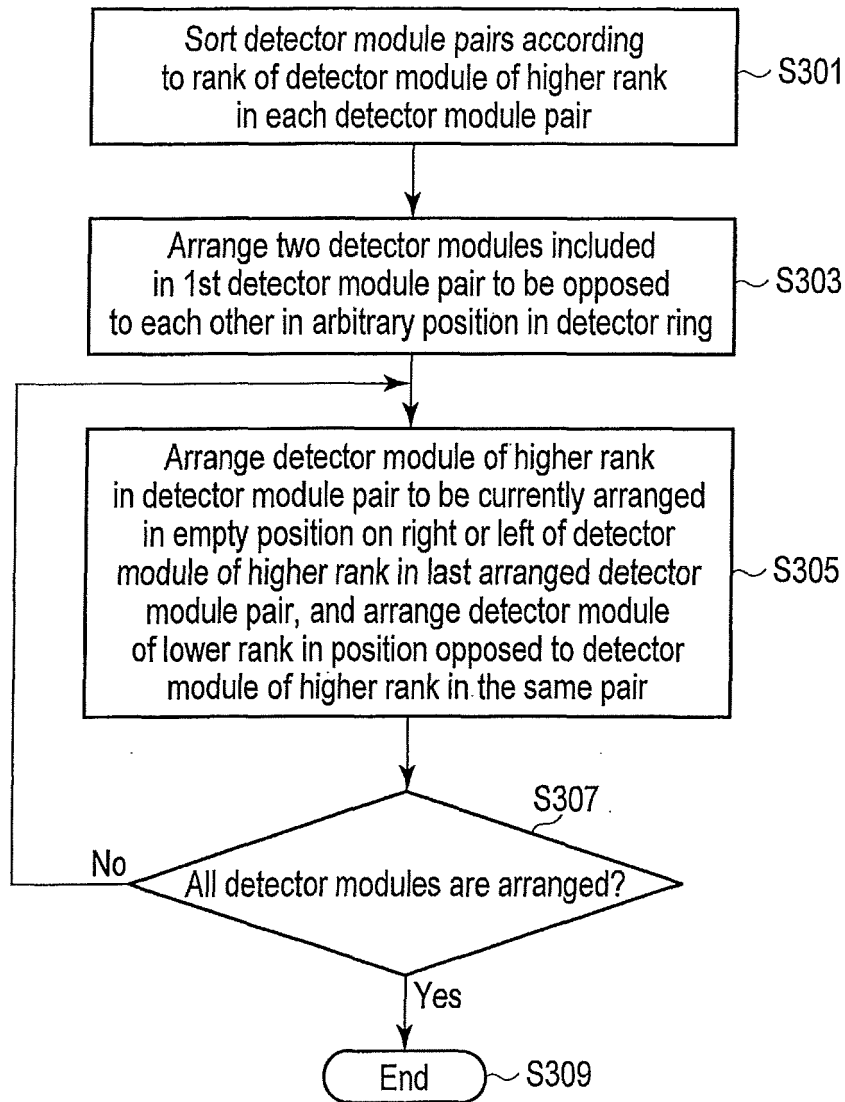 Sort detector module pairs according
to rank of detector module of higher rank
in each detector module pair
S301
Arrange two detector modules included
in 1st detector module pair to be opposed
to each other in arbitrary position in detector ring
S303
Arrange detector module of higher rank
in detector module pair to be currently arranged
in empty position on right or left of detector
module of higher rank in last arranged detector
module pair, and arrange detector module
of lower rank in position opposed to detector
module of higher rank in the same pair
S305
S307
No
All detector modules are arranged?
Yes
End
S309